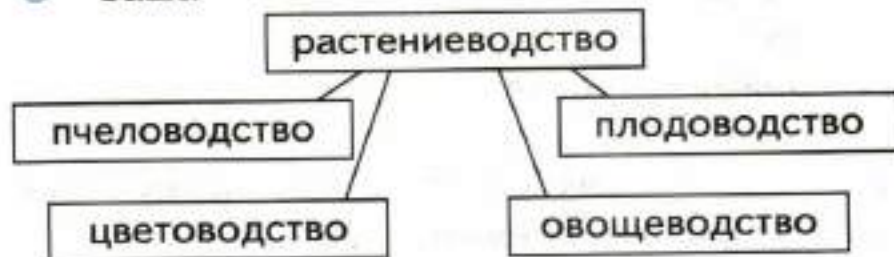 растениеводство
пчеловодство
плодоводство
цветоводство
овощеводство